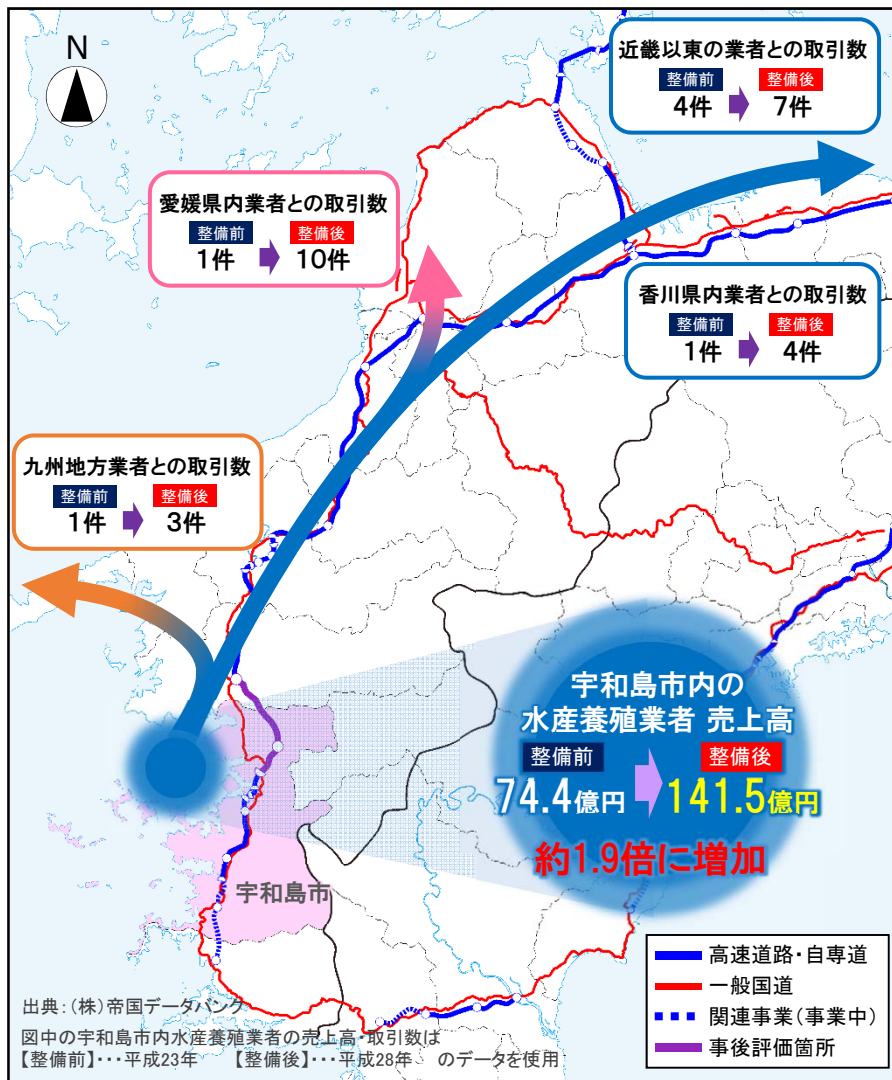 N
近畿以東の業者との取引数
整備前 整備後
4件 7件
愛媛県内業者との取引数
整備前 整備後
1件 10件
香川県内業者との取引数
整備前 整備後
1件 4件
九州地方業者との取引数
整備前 整備後
1件 3件
宇和島市内の
水産養殖業者 売上高
整備前 整備後
74.4億円 141.5億円
約1.9倍に増加
宇和島市
高速道路・自専道
一般国道
関連事業(事業中)
事後評価箇所
出典:(株)帝国データバンク
図中の宇和島市内水産養殖業者の売上高・取引数は
【整備前】・・・平成23年 【整備後】・・・平成28年 のデータを使用